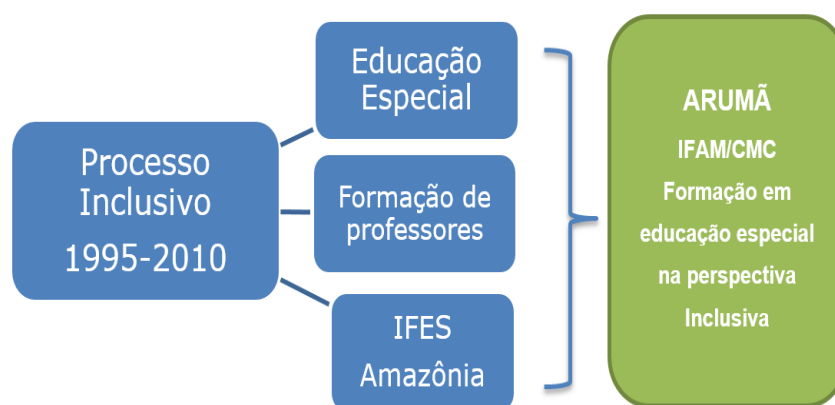 Processo
Inclusivo
1995-2010
Educação
Especial
Formação de
professores
IFES
Amazônia
ARUMÃ
IFAM/CMC
Formação em
educação especial
na perspectiva
Inclusiva